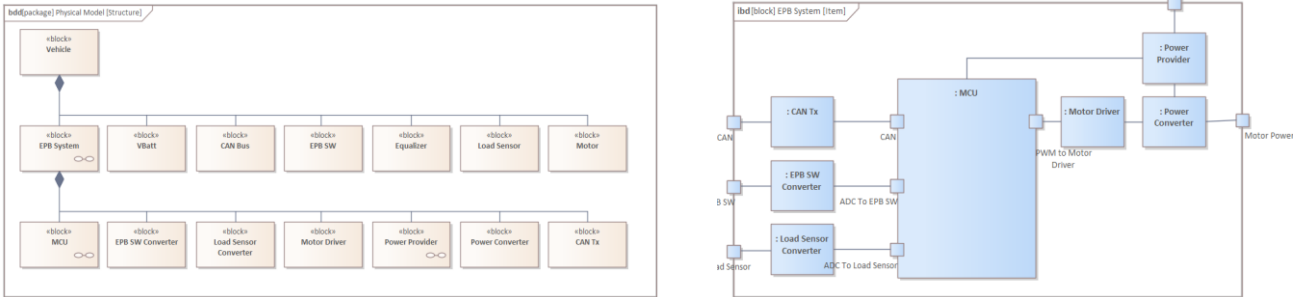 bdd[package] Physical Model [Structure]
«block»
Vehicle
«block»
EPB System
«block»
VBatt
«block»
CAN Bus
«block»
EPB SW
«block»
Equalizer
«block»
Load Sensor
«block»
Motor
«block»
MCU
«block»
EPB SW Converter
«block»
Load Sensor
Converter
«block»
Motor Driver
«block»
Power Provider
«block»
Power Converter
«block»
CAN Tx
ibd[block] EPB System [Item]
: Power
Provider
: MCU
: CAN Tx
CAN
CAN
: Motor Driver
: Power
Converter
Motor Power
PWM to Motor
Driver
: EPB SW
Converter
B SW
ADC To EPB SW
: Load Sensor
Converter
ad Sensor
ADC To Load Sensor